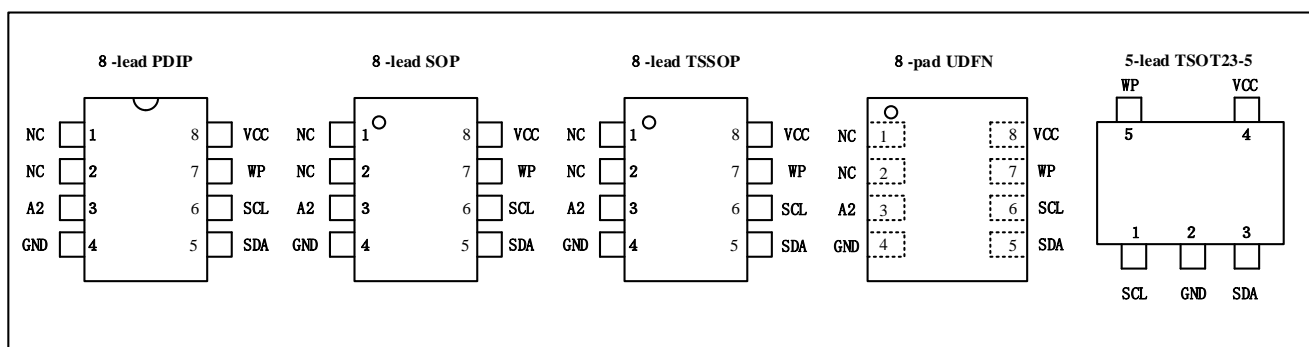 8 -lead PDIP 8 -lead SOP 8 -lead TSSOP 8 -pad UDFN 5-lead TSOT23-5
WP VCC
NC 1 8 VCC NC 1 8 VCC NC 1 8 VCC NC 1 8 VCC 5 4
NC 2 7 WP NC 2 7 WP NC 2 7 WP NC 2 7 WP
A2 3 6 SCL A2 3 6 SCL A2 3 6 SCL A2 3 6 SCL
GND 4 5 SDA GND 4 5 SDA GND 4 5 SDA GND 4 5 SDA 1 2 3
SCL GND SDA